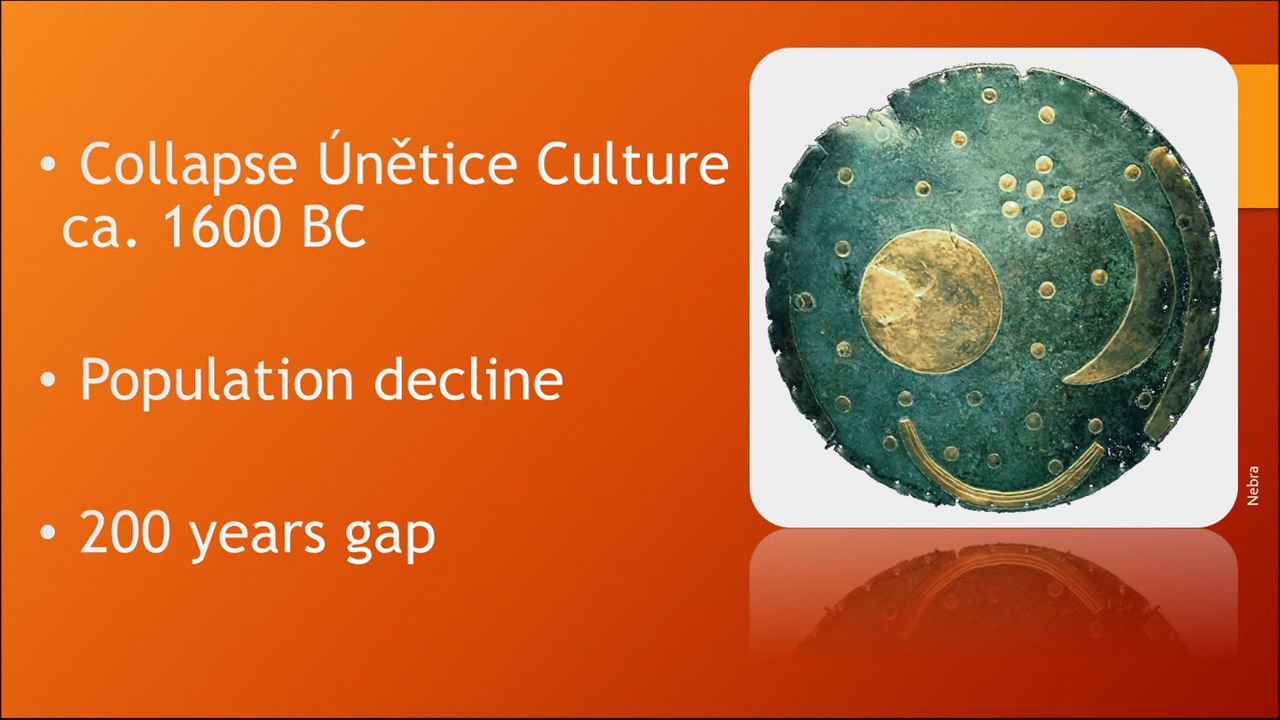 • Collapse Únětice Culture
ca. 1600 BC
• Population decline
• 200 years gap
Nebra